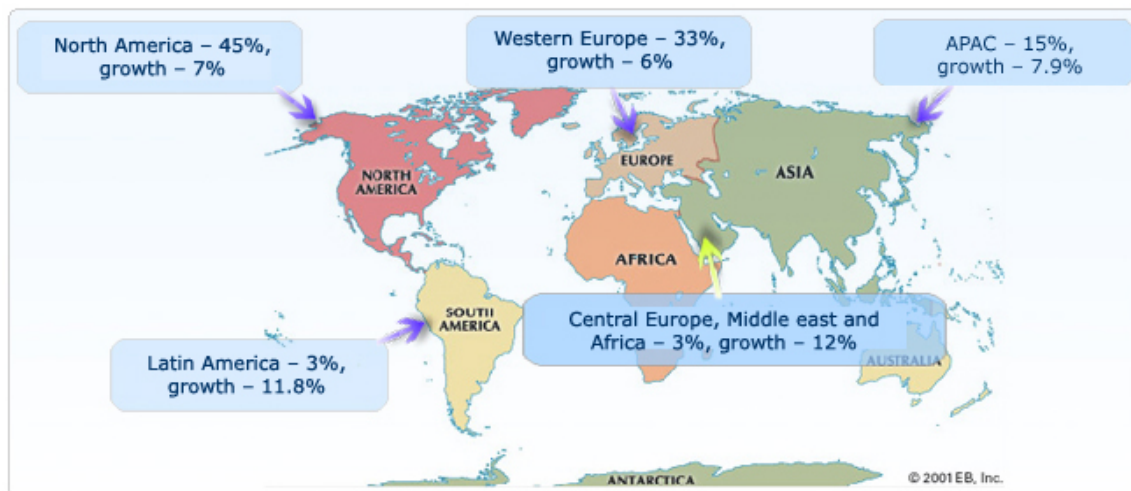 North America – 45%,
growth – 7%
Western Europe – 33%,
growth – 6%
APAC – 15%,
growth – 7.9%
NORTH
AMERICA
EUROPE
ASIA
AFRICA
SOUTH
AMERICA
Central Europe, Middle east and
Africa – 3%, growth – 12%
Latin America – 3%,
growth – 11.8%
AUSTRALIA
ANTARCTICA
© 2001 EB, Inc.